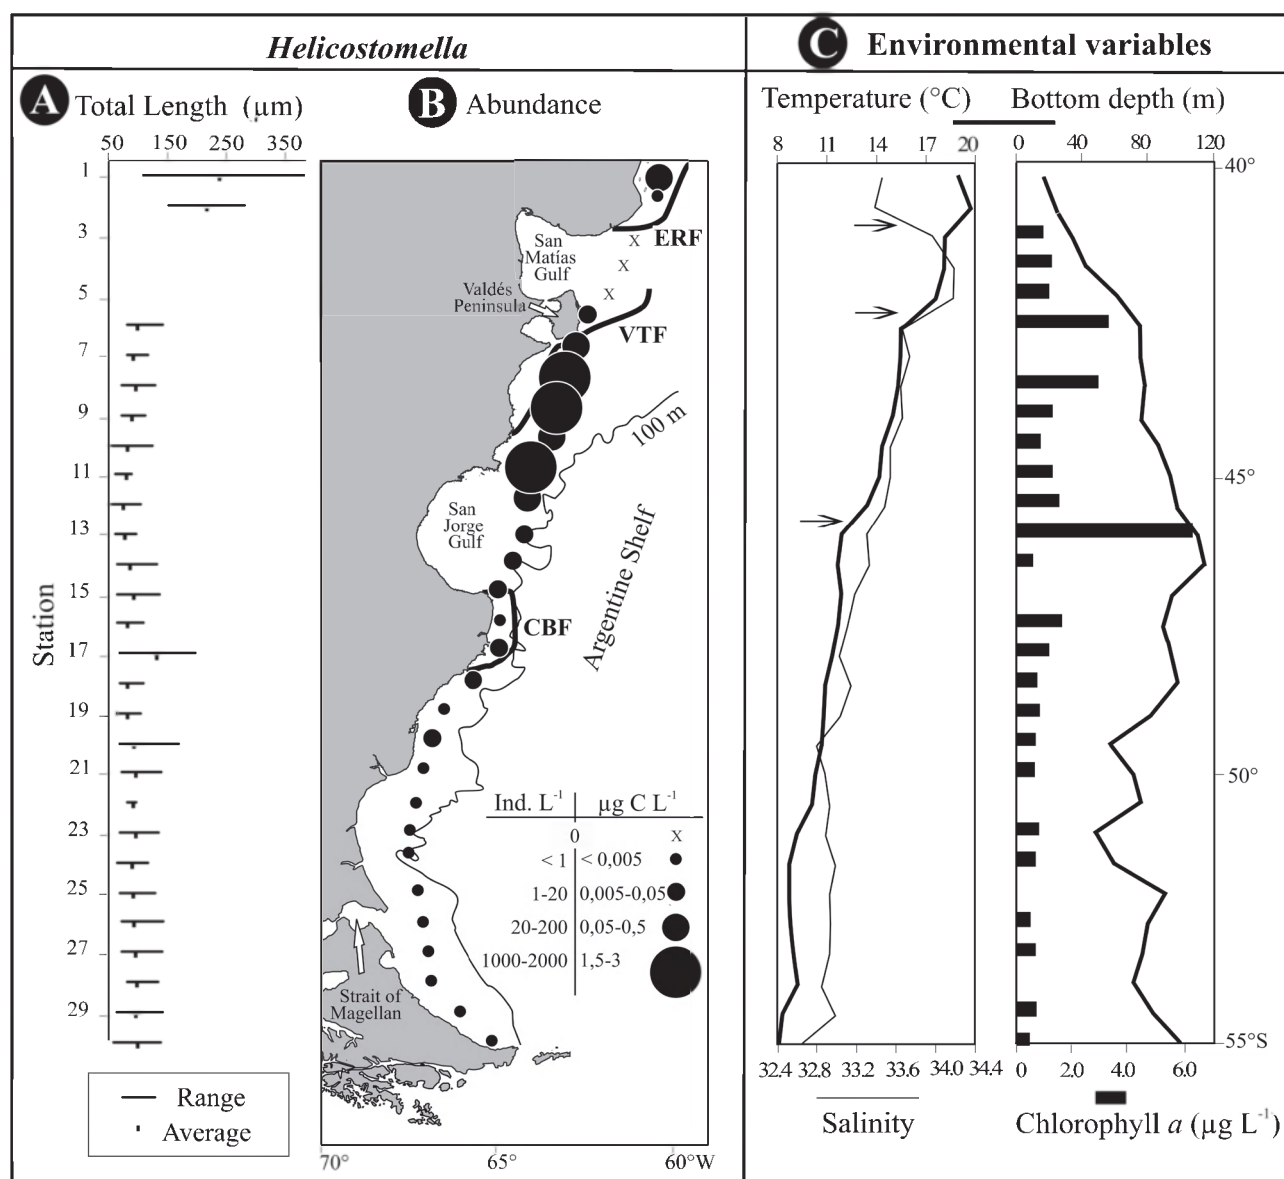 Helicostomella
C Environmental variables
A Total Length (µm)
50 150 250 350
B Abundance
Temperature (°C)
8 11 14 17 20
Bottom depth (m)
0 40 80 120
Station
1
3
5
7
9
11
13
15
17
19
21
23
25
27
29
Range
Average
San
Matías
Gulf
Valdés
Peninsula
ERF
X
X
X
VTF
100 m
San
Jorge
Gulf
Argentine Shelf
CBF
Ind. L-1 µg C L-1
0 X
< 1 < 0,005
1-20 0,005-0,05
20-200 0,05-0,5
1000-2000 1,5-3
Strait of
Magellan
70° 65° 60°W
40°
45°
50°
55°S
32.4 32.8 33.2 33.6 34.0 34.4
Salinity
0 2.0 4.0 6.0
Chlorophyll a (µg L-1)